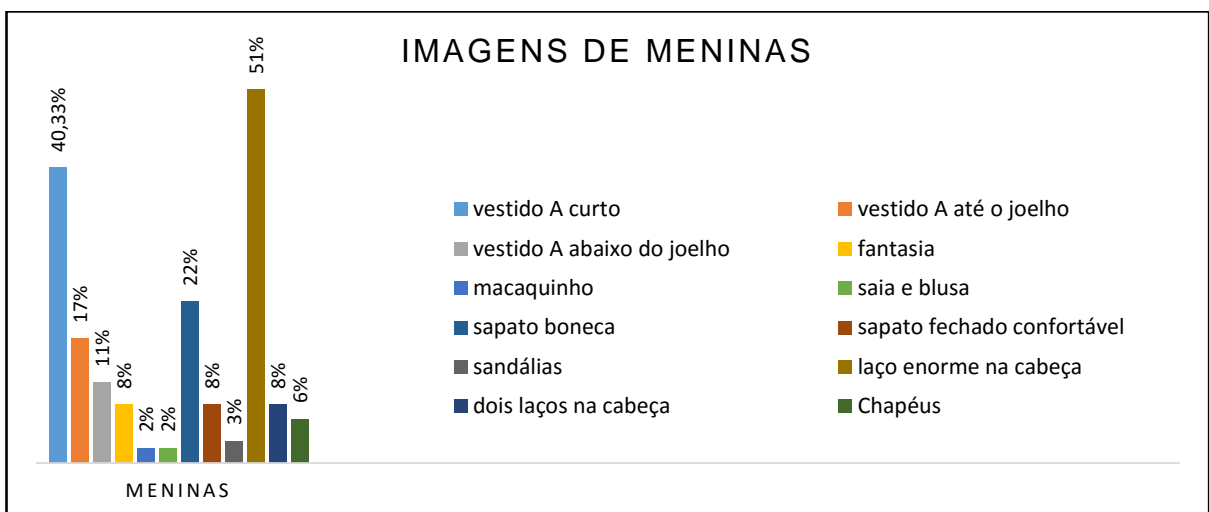 IMAGENS DE MENINAS
40,33%
17%
11%
8%
2%
2%
22%
8%
3%
51%
8%
6%
MENINAS
vestido A curto
vestido A até o joelho
vestido A abaixo do joelho
fantasia
macaquinho
saia e blusa
sapato boneca
sapato fechado confortável
sandálias
laço enorme na cabeça
dois laços na cabeça
Chapéus